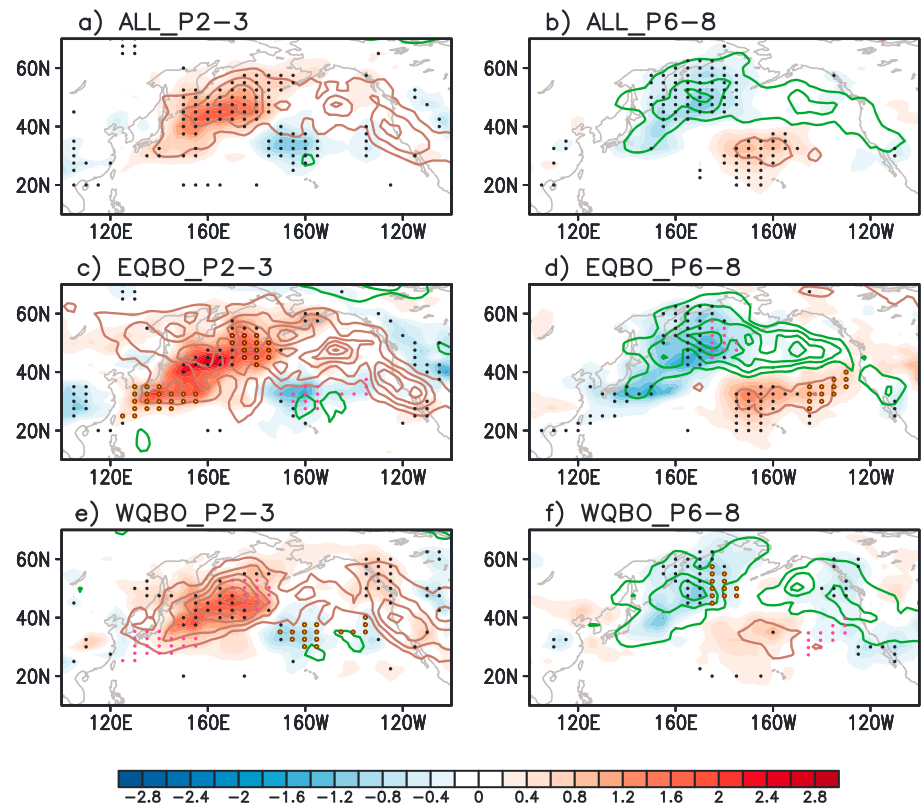 a) ALL_P2-3
b) ALL_P6-8
60N
40N
20N
120E 160E 160W 120W
60N
40N
20N
120E 160E 160W 120W
c) EQBO_P2-3
d) EQBO_P6-8
60N
40N
20N
120E 160E 160W 120W
60N
40N
20N
120E 160E 160W 120W
e) WQBO_P2-3
f) WQBO_P6-8
60N
40N
20N
120E 160E 160W 120W
60N
40N
20N
120E 160E 160W 120W
-2.8 -2.4 -2 -1.6 -1.2 -0.8 -0.4 0 0.4 0.8 1.2 1.6 2 2.4 2.8